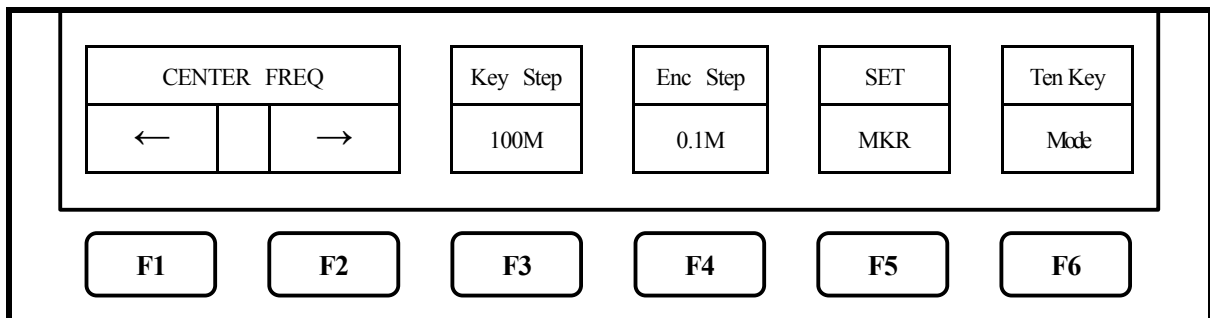 CENTER FREQ Key Step Enc Step SET Ten Key
← → 100M 0.1M MKR Mode
F1 F2 F3 F4 F5 F6